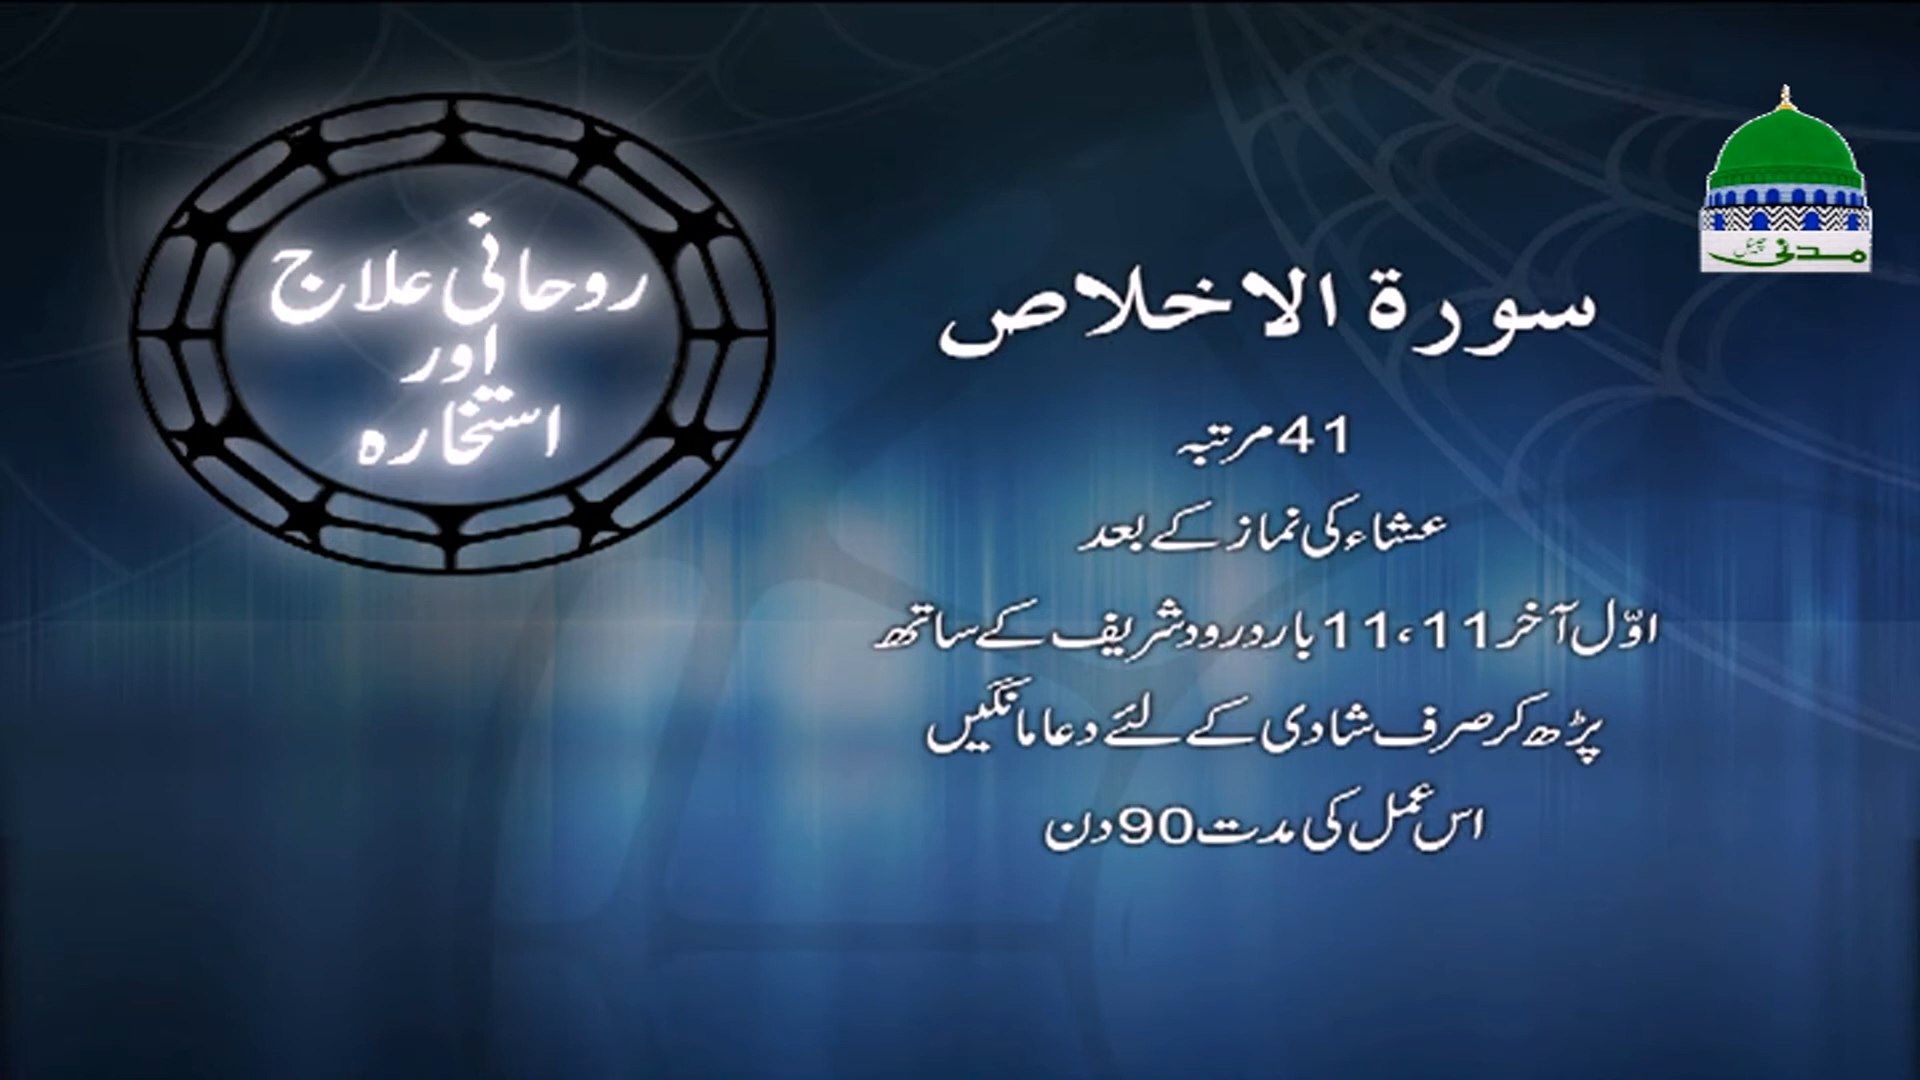 روحانی علاج
اور
استخارہ
مدنی چینل
سورۃ الاخلاص
41 مرتبہ
عشاء کی نماز کے بعد
اوّل آخر 11،11 بار درود شریف کے ساتھ
پڑھ کر صرف شادی کے لئے دعا مانگیں
اس عمل کی مدت 90 دن